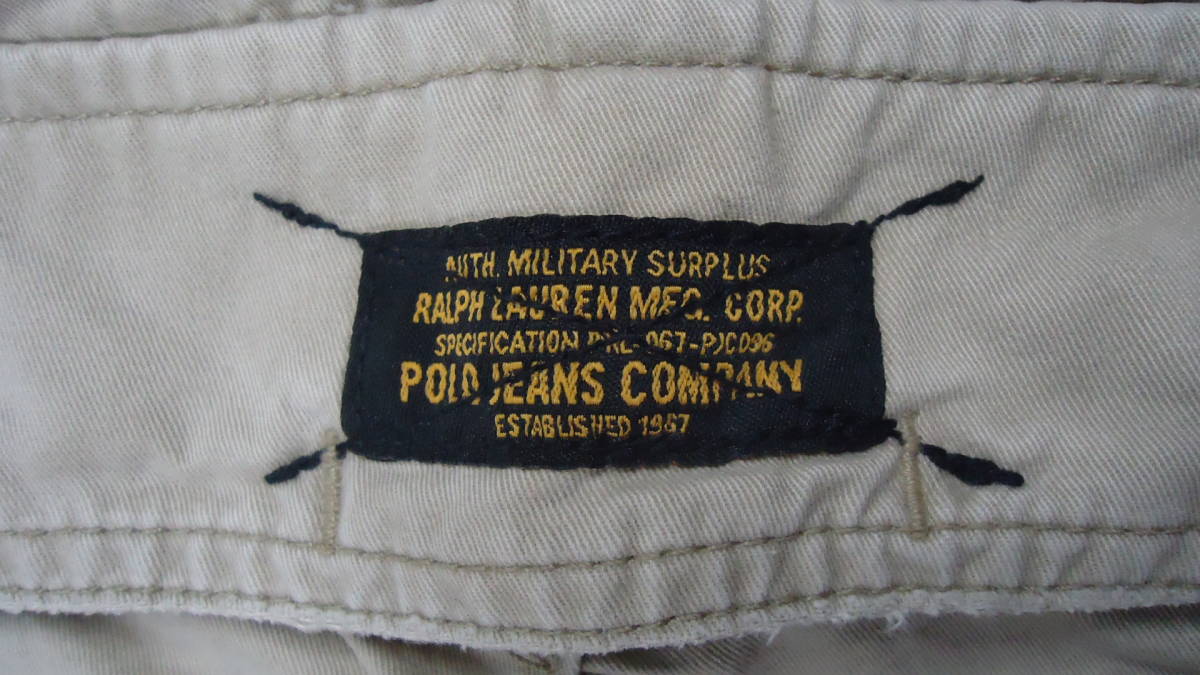 AUTH. MILITARY SURPLUS
RALPH LAUREN MFG. CORP.
SPECIFICATION PRL-067-PJC096
POLO JEANS COMPANY
ESTABLISHED 1967